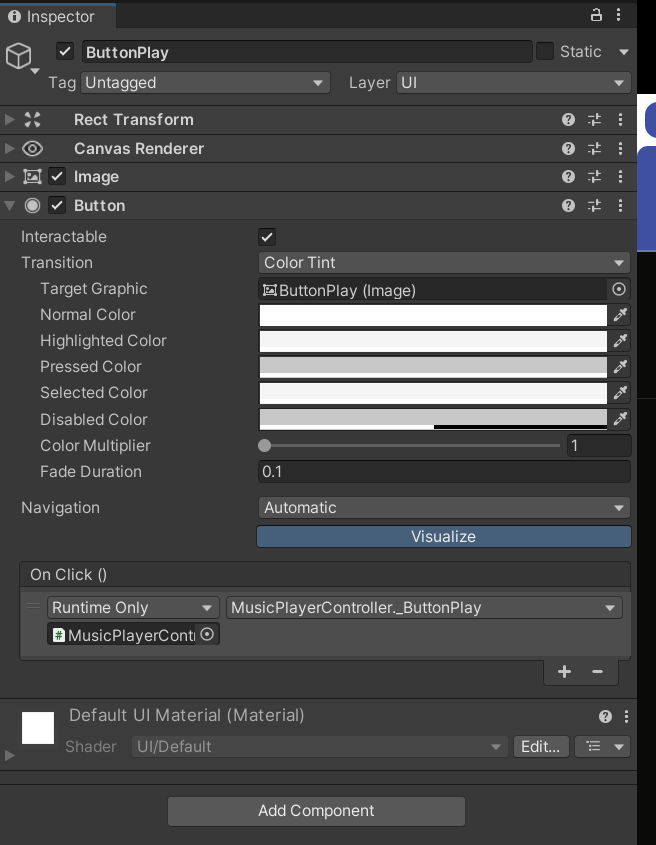 Inspector
ButtonPlay Static
Tag Untagged Layer UI
Rect Transform
Canvas Renderer
Image
Button
Interactable
Transition Color Tint
Target Graphic ButtonPlay (Image)
Normal Color
Highlighted Color
Pressed Color
Selected Color
Disabled Color
Color Multiplier 1
Fade Duration 0.1
Navigation Automatic
Visualize
On Click ()
Runtime Only MusicPlayerController._ButtonPlay
# MusicPlayerContr
+ −
Default UI Material (Material)
Shader UI/Default Edit...
Add Component